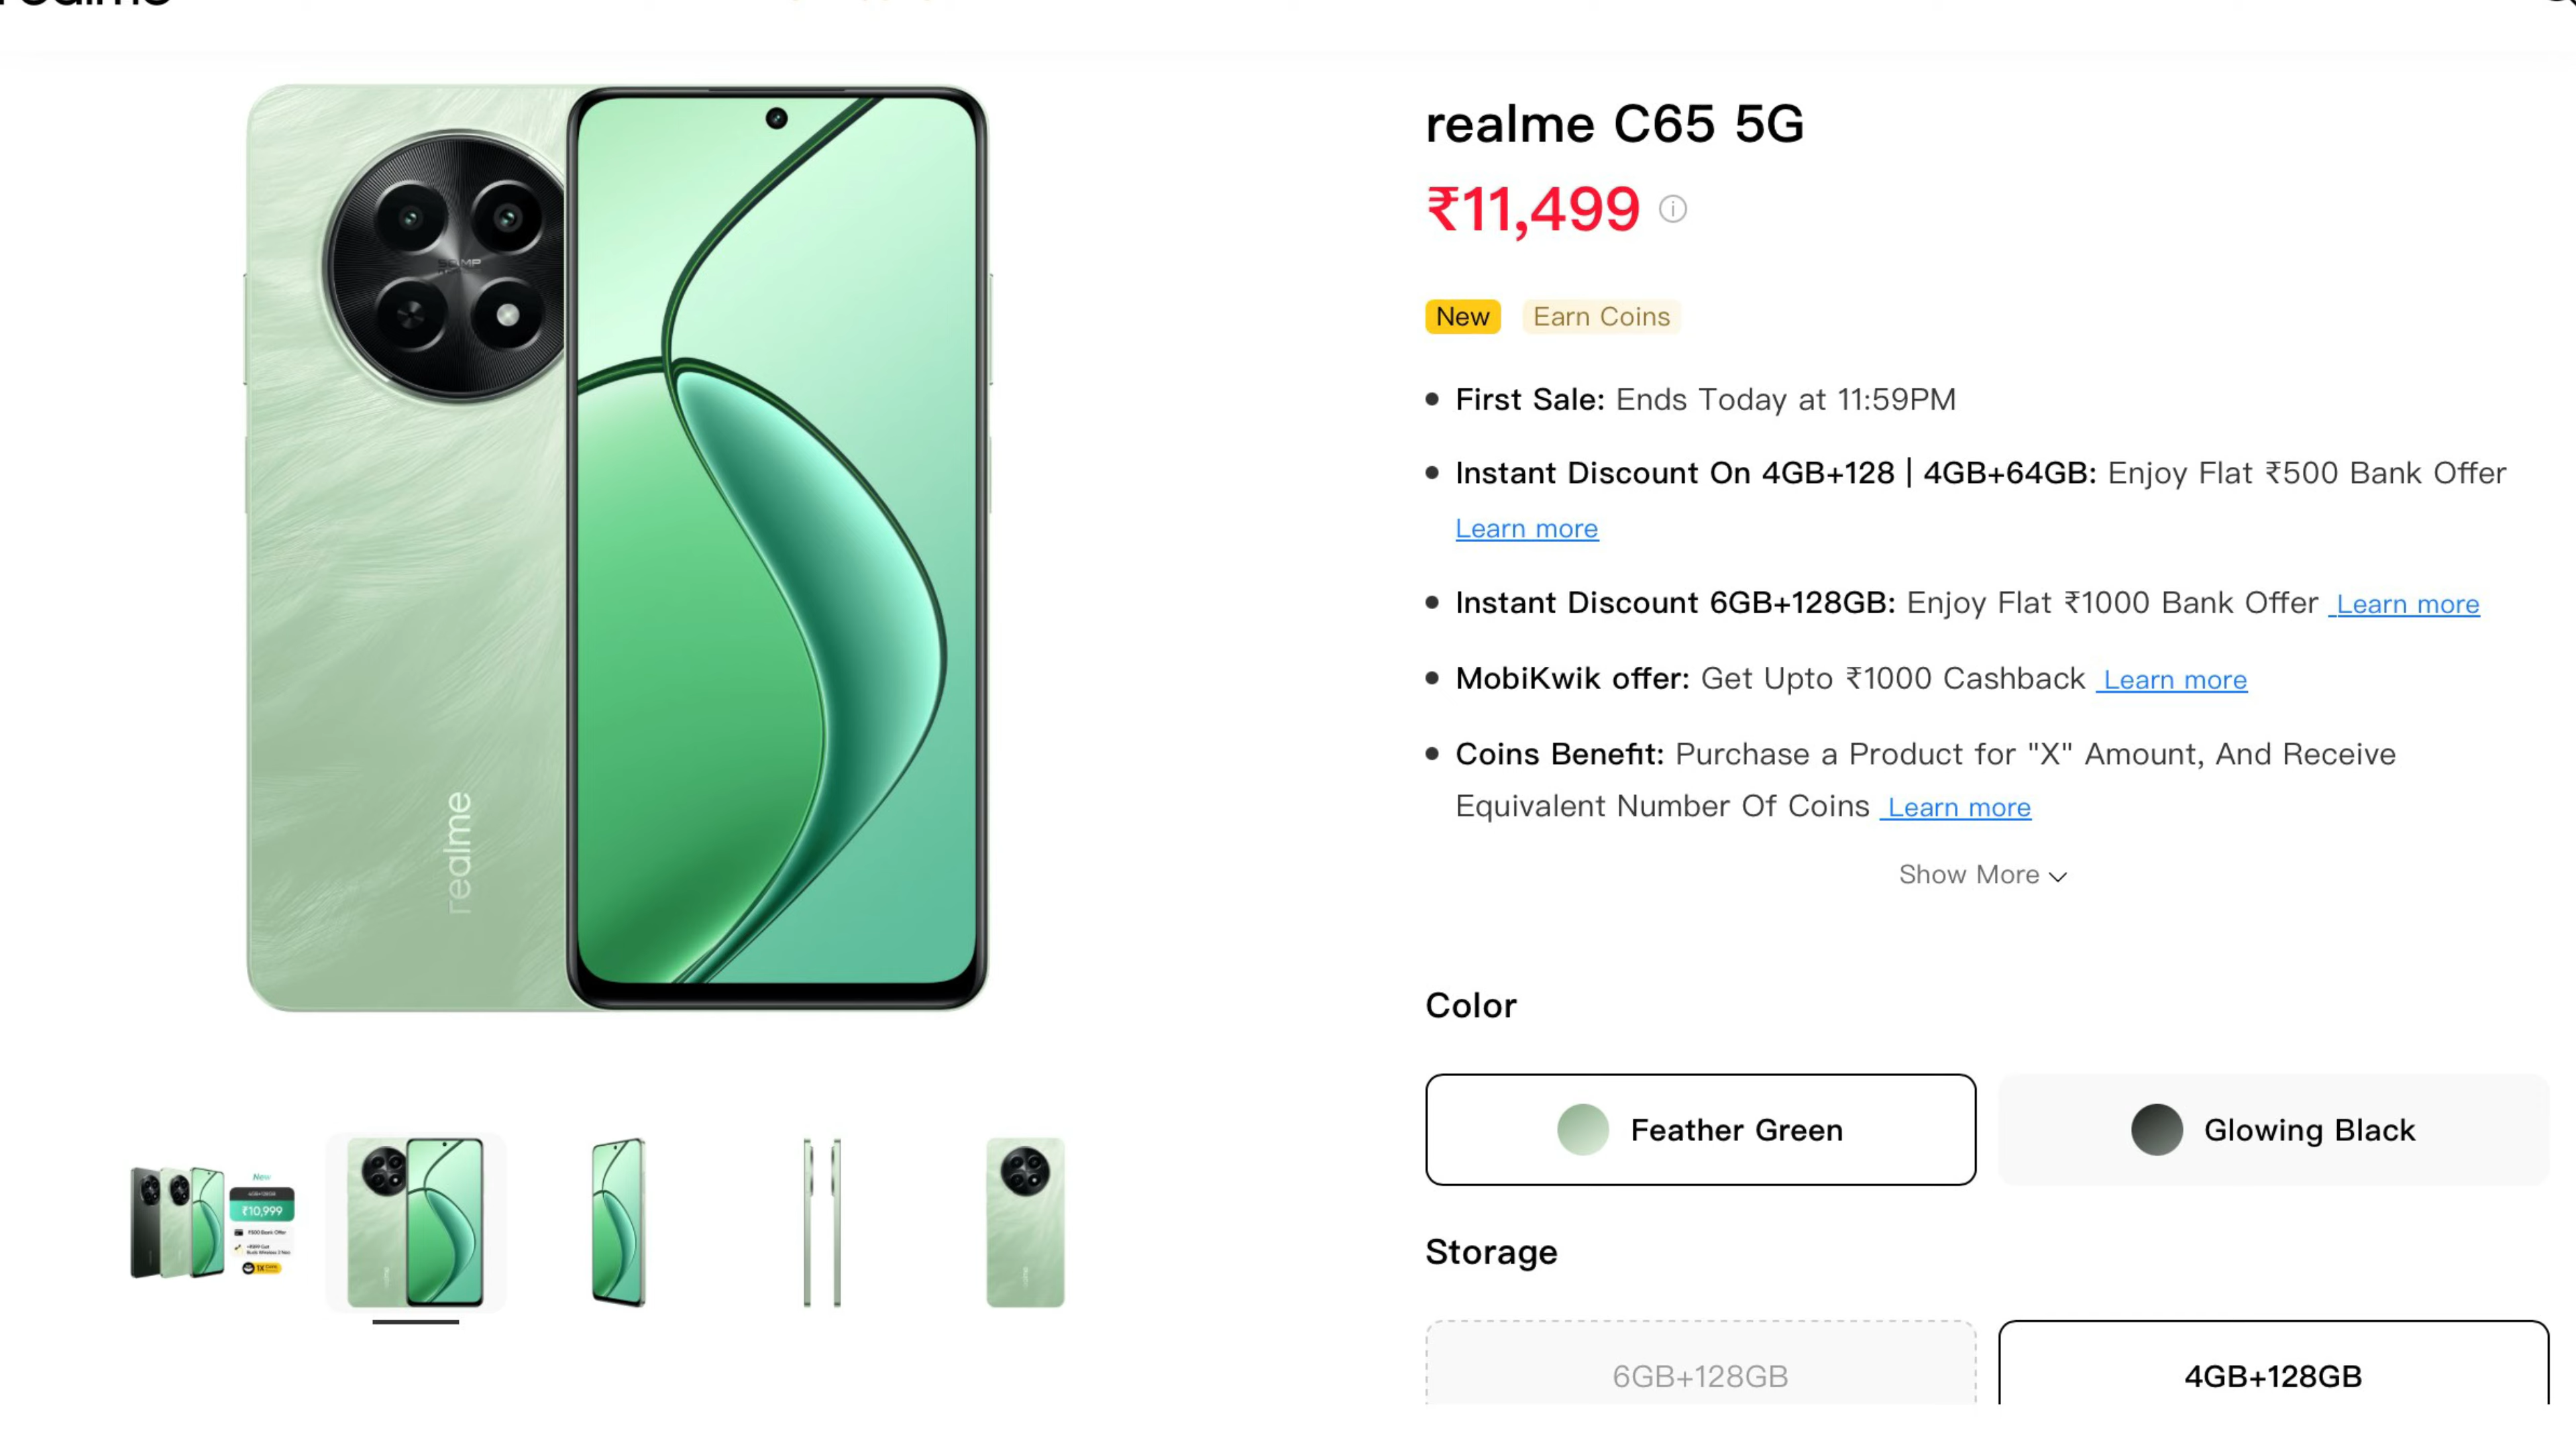 realme C65 5G
₹11,499
New Earn Coins
First Sale: Ends Today at 11:59PM
Instant Discount On 4GB+128 | 4GB+64GB: Enjoy Flat ₹500 Bank Offer
Learn more
Instant Discount 6GB+128GB: Enjoy Flat ₹1000 Bank Offer Learn more
MobiKwik offer: Get Upto ₹1000 Cashback Learn more
Coins Benefit: Purchase a Product for "X" Amount, And Receive
Equivalent Number Of Coins Learn more
Show More
Color
Feather Green Glowing Black
Storage
6GB+128GB 4GB+128GB
realme
New
₹10,999
₹500 Bank Offer
1X